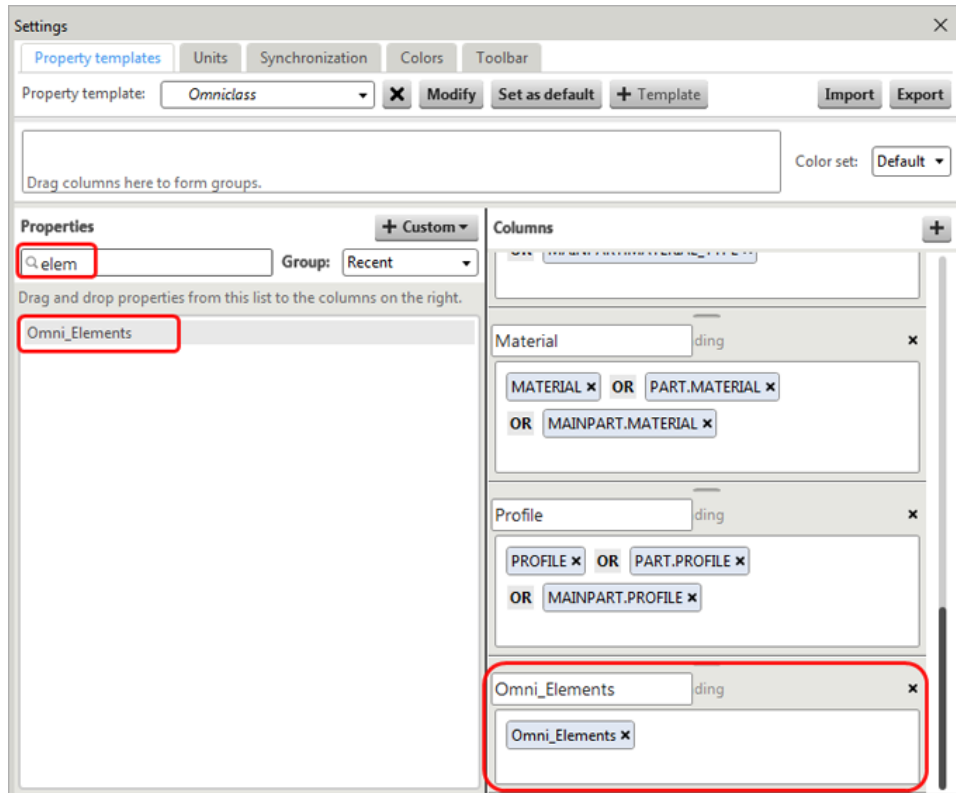 Settings
Property templates Units Synchronization Colors Toolbar
Property template: Omniclass Modify Set as default + Template Import Export
Drag columns here to form groups.
Color set: Default
Properties + Custom
elem Group: Recent
Drag and drop properties from this list to the columns on the right.
Omni_Elements
Columns +
OR MAINPART.MATERIAL_TYPE ×
Material ding ×
MATERIAL × OR PART.MATERIAL ×
OR MAINPART.MATERIAL ×
Profile ding ×
PROFILE × OR PART.PROFILE ×
OR MAINPART.PROFILE ×
Omni_Elements ding ×
Omni_Elements ×